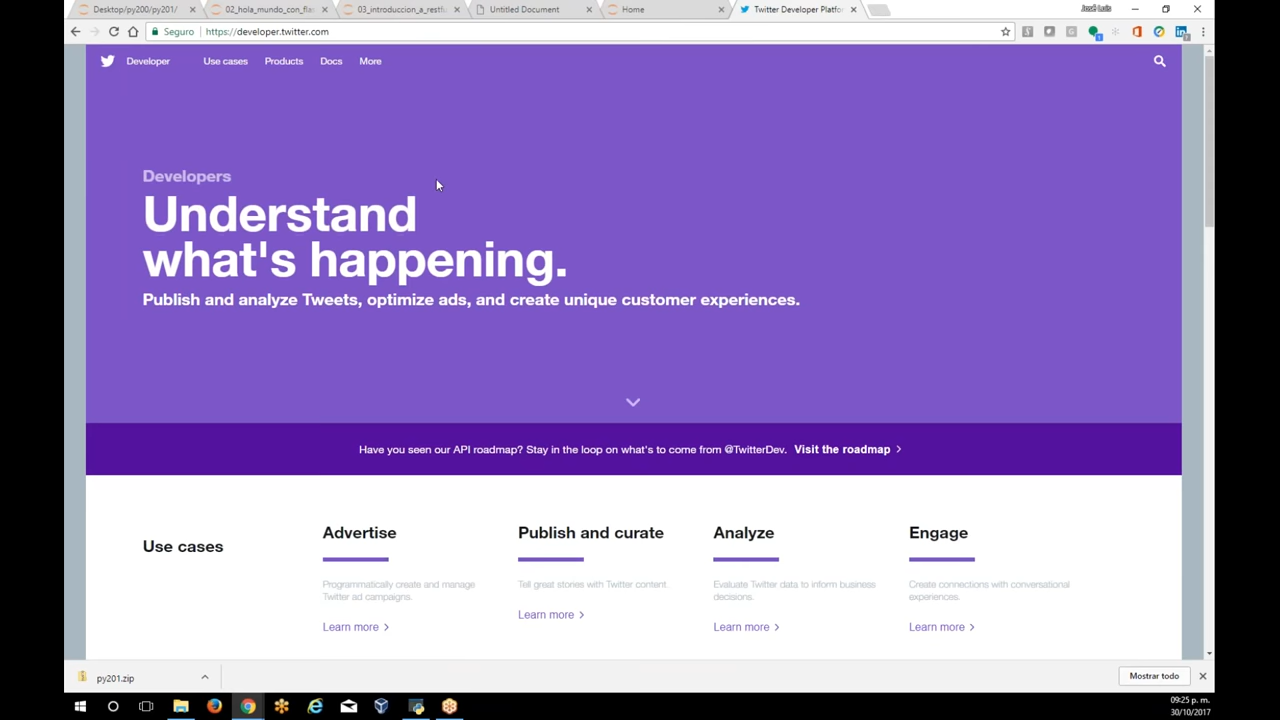 Desktop/py200/py201/
02_hola_mundo_con_flas
03_introduccion_a_restfu
Untitled Document
Home
Twitter Developer Platfo
José Luis
Seguro
https://developer.twitter.com
Developer
Use cases
Products
Docs
More
Developers
Understand
what's happening.
Publish and analyze Tweets, optimize ads, and create unique customer experiences.
Have you seen our API roadmap? Stay in the loop on what's to come from @TwitterDev. Visit the roadmap
Use cases
Advertise
Programmatically create and manage
Twitter ad campaigns.
Learn more
Publish and curate
Tell great stories with Twitter content.
Learn more
Analyze
Evaluate Twitter data to inform business
decisions.
Learn more
Engage
Create connections with conversational
experiences.
Learn more
py201.zip
Mostrar todo
09:25 p. m.
30/10/2017